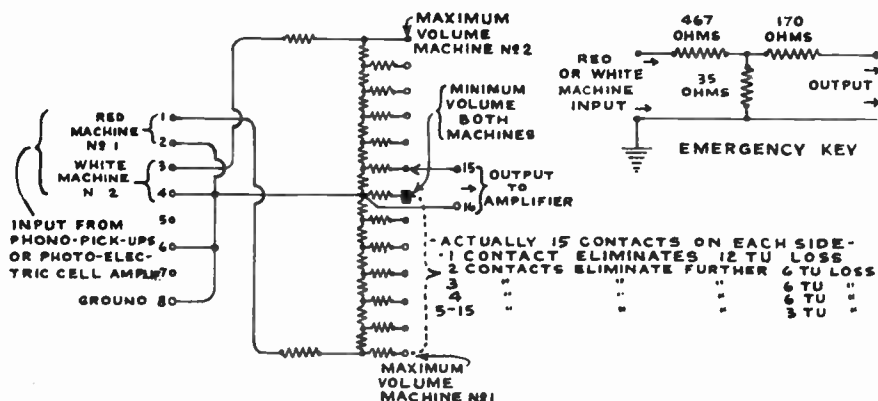 MAXIMUM
VOLUME
MACHINE Nº2
MINIMUM
VOLUME
BOTH
MACHINES
RED
MACHINE
Nº 1
WHITE
MACHINE
N 2
1
2
3
4
5
6
7
8
INPUT FROM
PHONO-PICK-UPS
OR PHOTO-ELEC-
TRIC CELL AMPLIF
GROUND
15
16
OUTPUT
TO
AMPLIFIER
467
OHMS
170
OHMS
35
OHMS
RED
OR WHITE
MACHINE
INPUT
OUTPUT
EMERGENCY KEY
-ACTUALLY 15 CONTACTS ON EACH SIDE-
-1 CONTACT ELIMINATES 12 TU LOSS
2 CONTACTS ELIMINATE FURTHER 6 TU LOSS
3 " " " 6 TU "
4 " " " 6 TU "
5-15 " " " 3 TU "
MAXIMUM
VOLUME
MACHINE Nº1